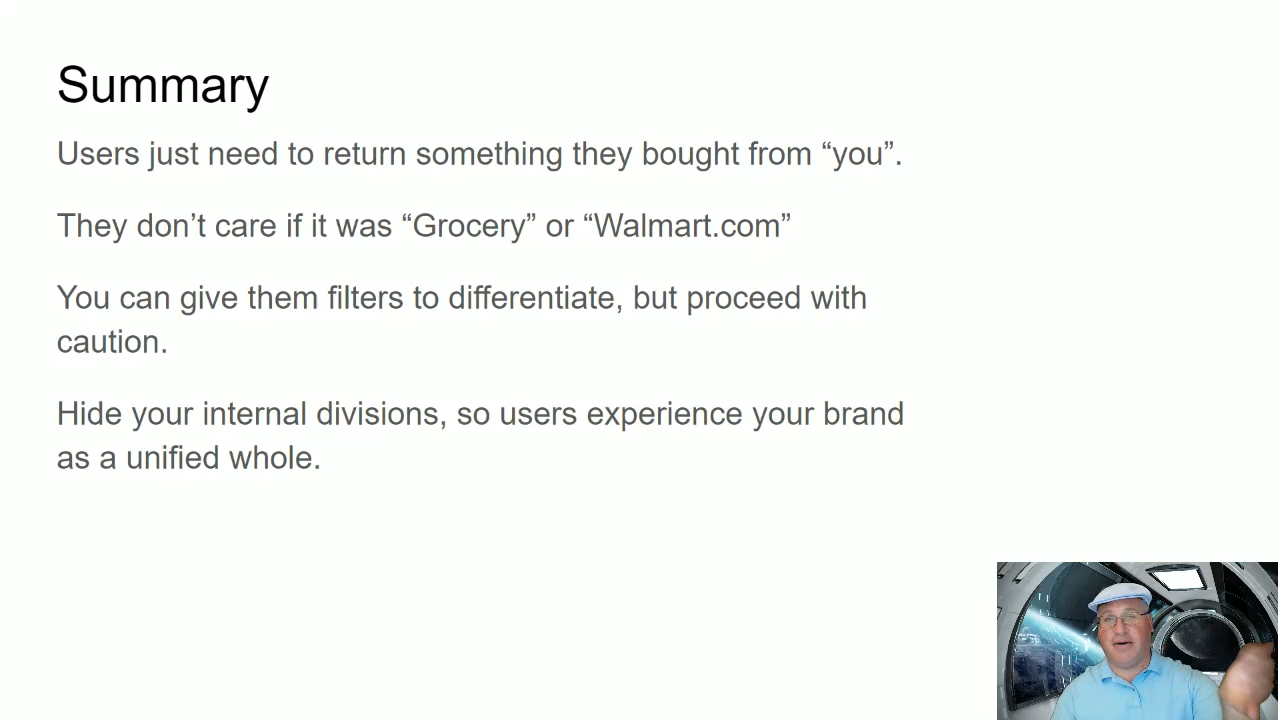 Summary
Users just need to return something they bought from “you”.
They don’t care if it was “Grocery” or “Walmart.com”
You can give them filters to differentiate, but proceed with
caution.
Hide your internal divisions, so users experience your brand
as a unified whole.